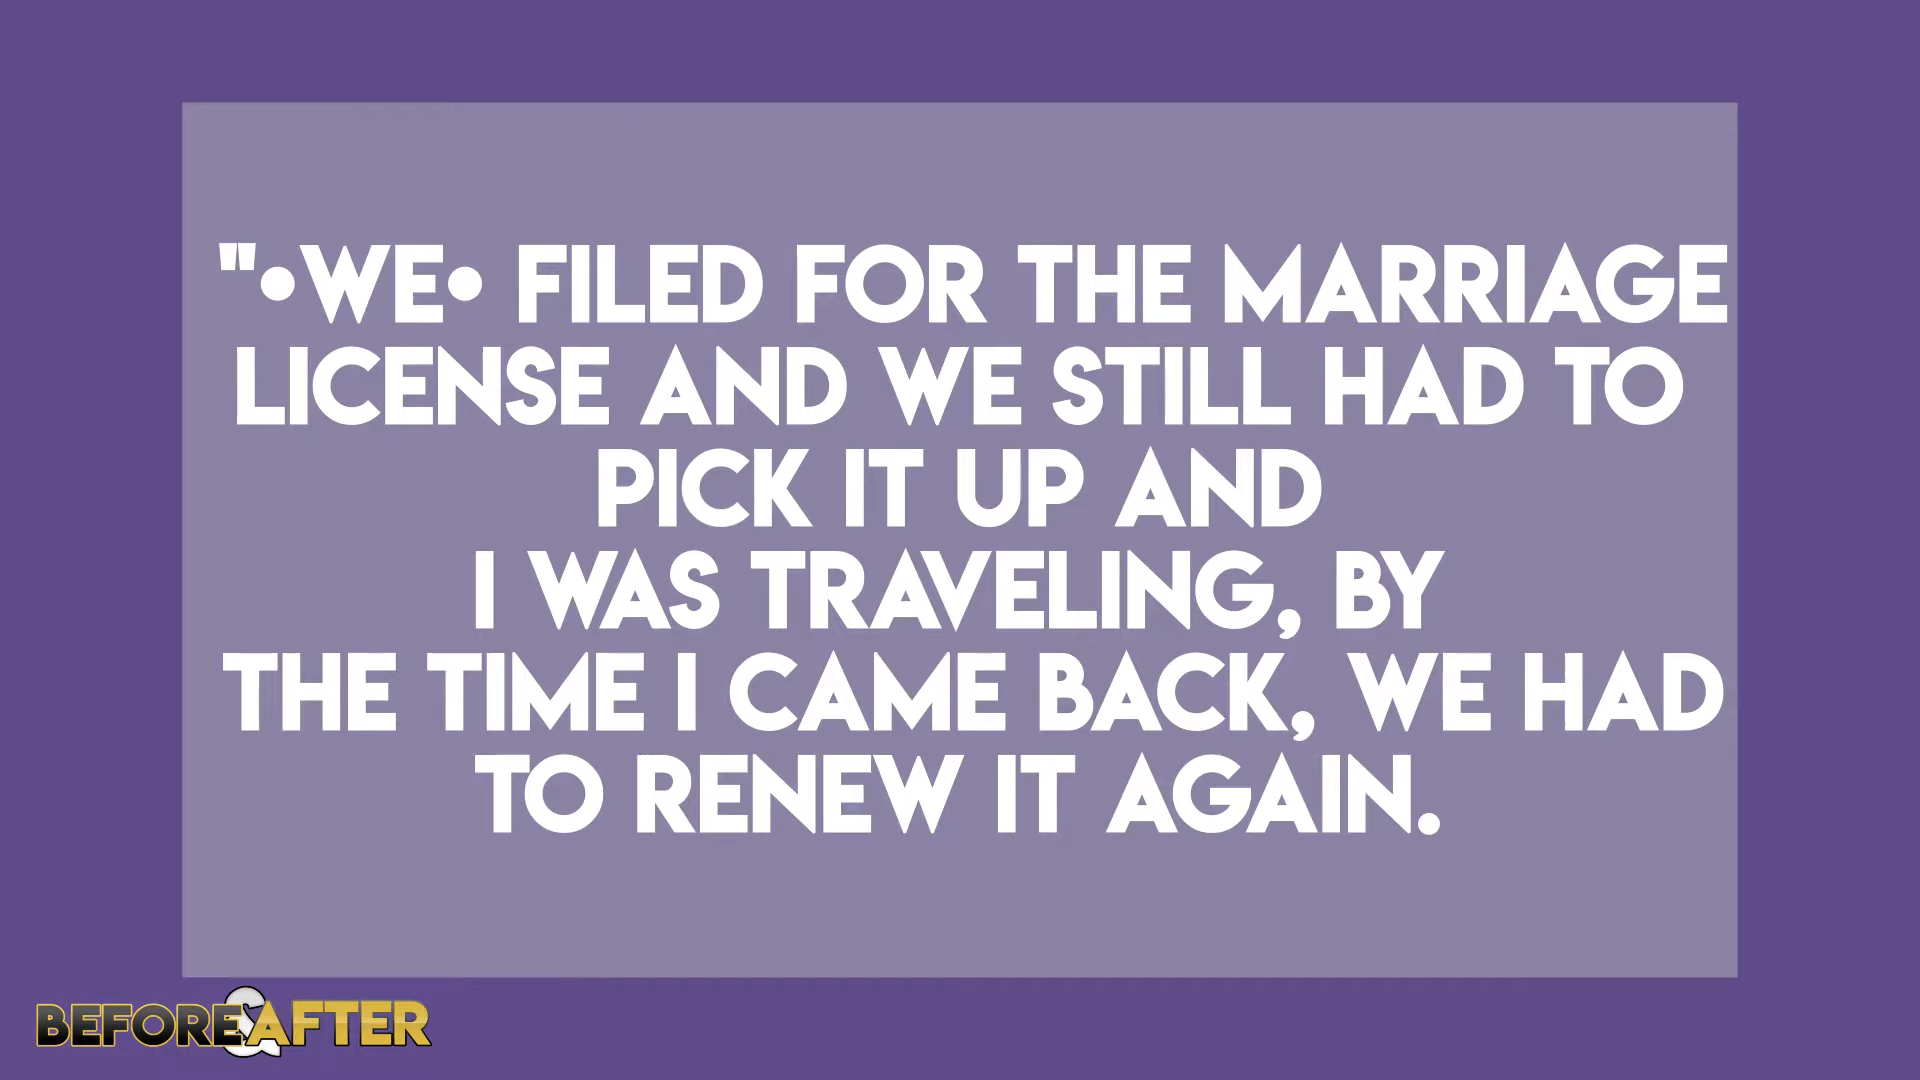 "•WE• FILED FOR THE MARRIAGE
LICENSE AND WE STILL HAD TO
PICK IT UP AND
I WAS TRAVELING, BY
THE TIME I CAME BACK, WE HAD
TO RENEW IT AGAIN.
BEFORE&AFTER